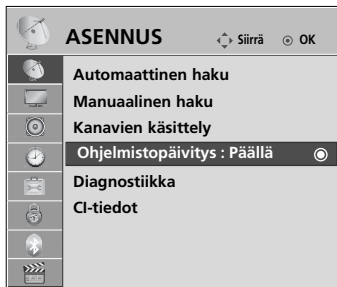 ASENNUS Siirrä OK
Automaattinen haku
Manuaalinen haku
Kanavien käsittely
Ohjelmistopäivitys : Päällä
Diagnostiikka
CI-tiedot